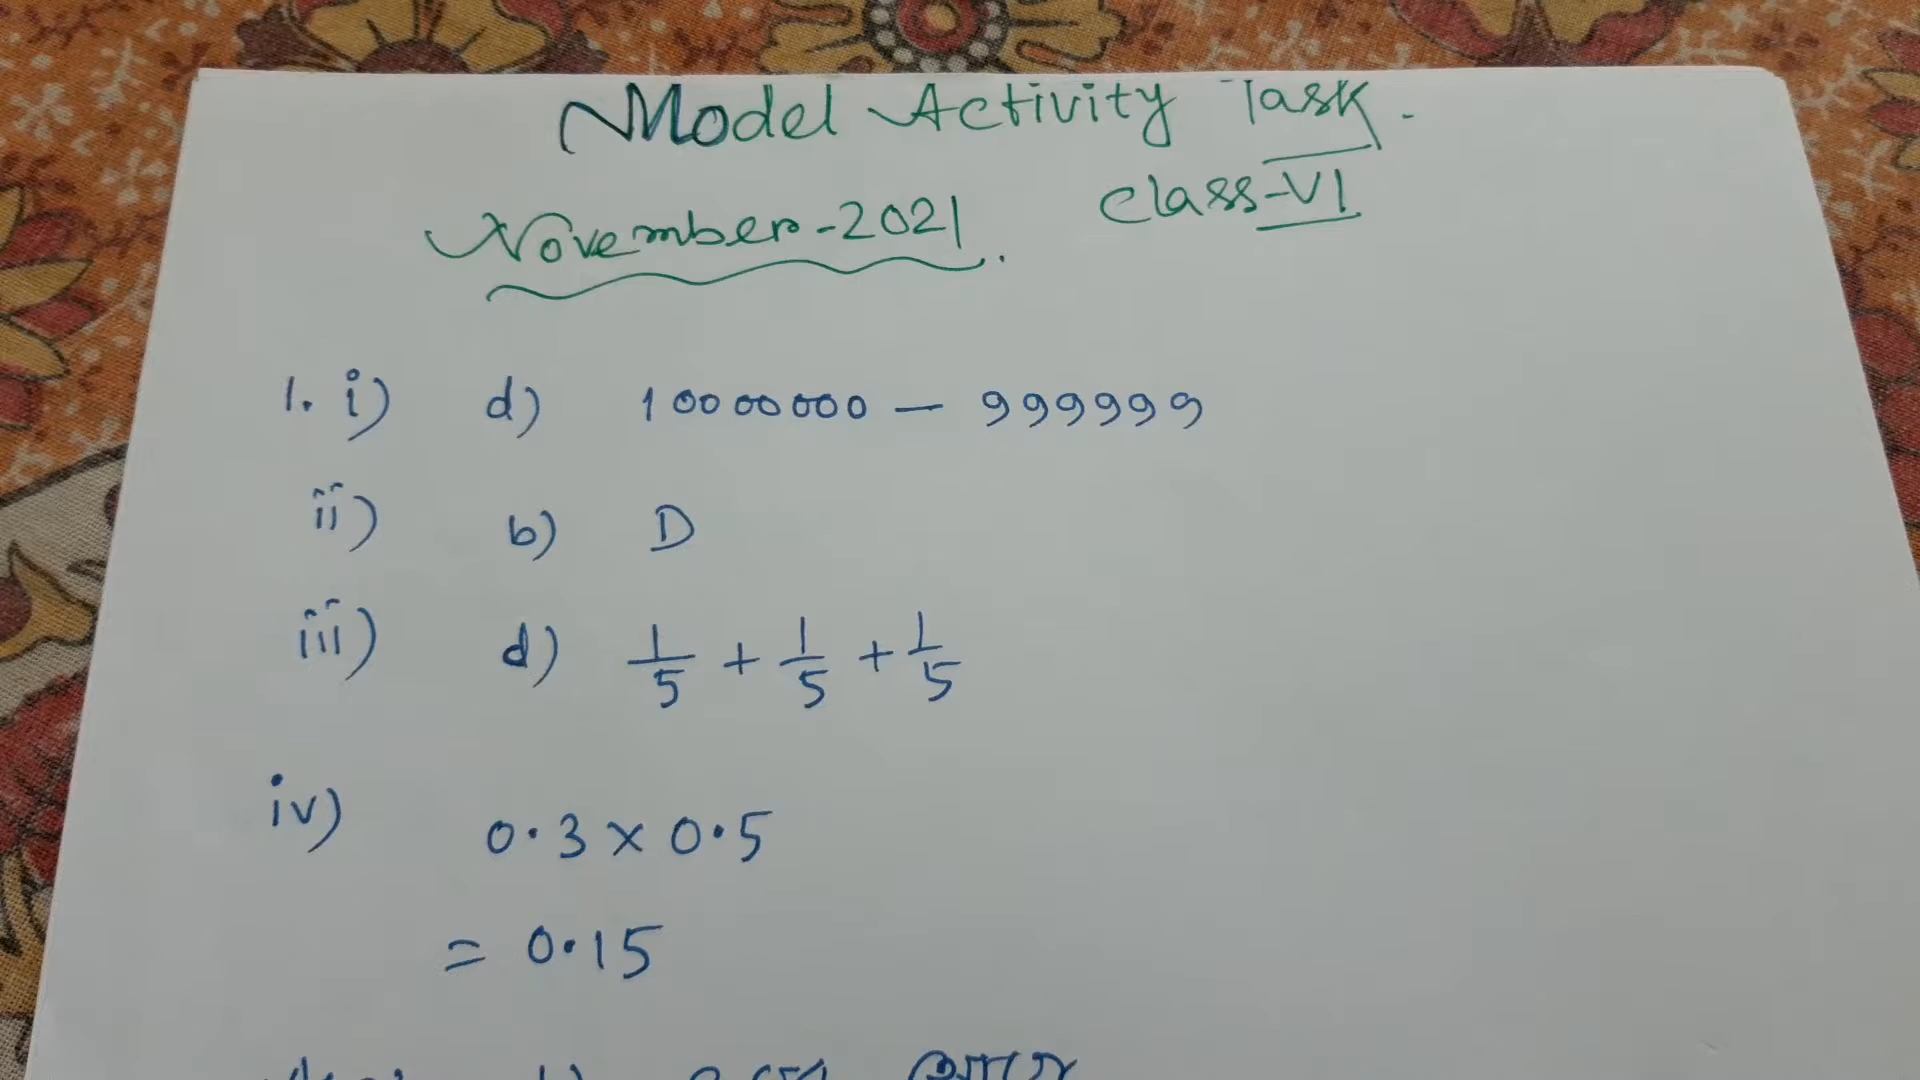 Model Activity Task.
November-2021. Class-VI
1. i) d) 10000000 — 999999
ii) b) D
iii) d) 1/5 + 1/5 + 1/5
iv) 0.3 × 0.5
= 0.15